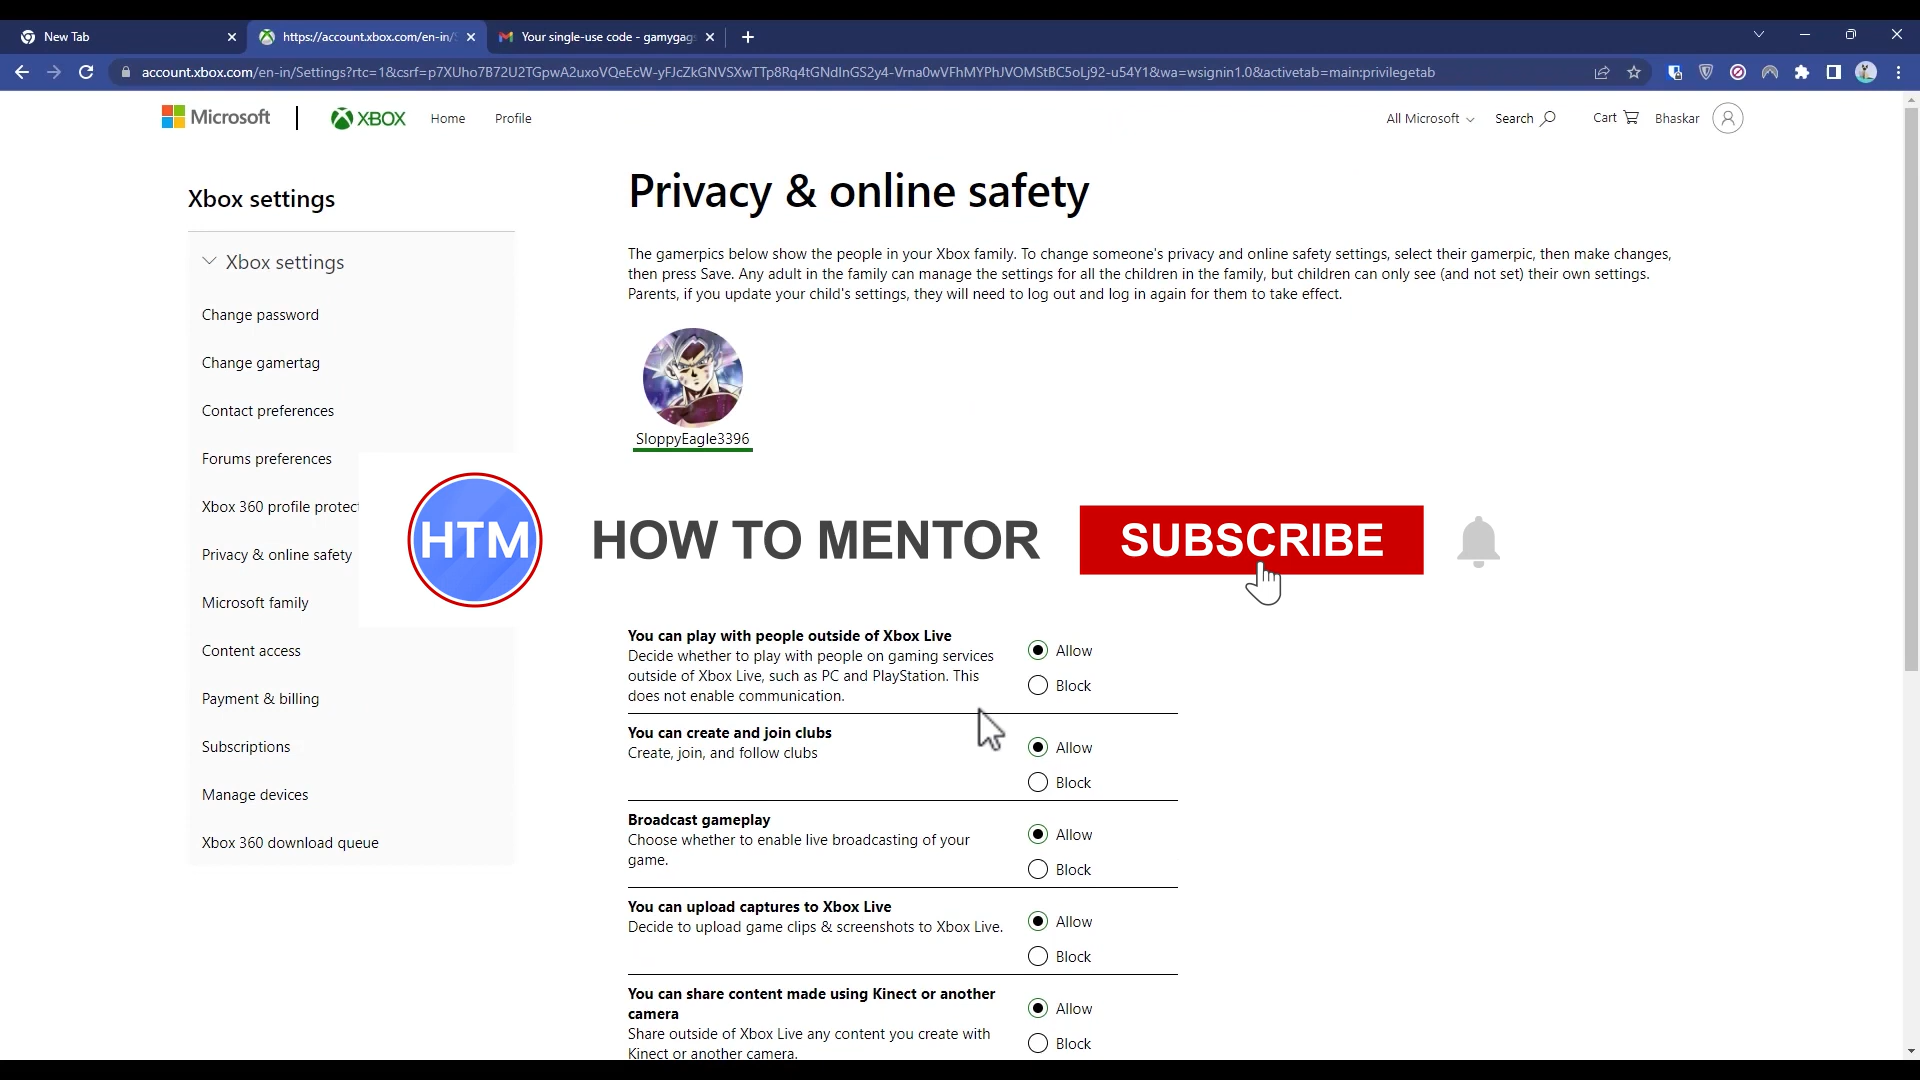 New Tab
https://account.xbox.com/en-in/S
Your single-use code - gamygags
account.xbox.com/en-in/Settings?rtc=1&csrf=p7XUho7B72U2TGpwA2uxoVQeEcW-yFJcZkGNVSXwTTp8Rq4tGNdInGS2y4-Vrna0wVFhMYPhJVOMStBC5oLj92-u54Y1&wa=wsignin1.0&activetab=main:privilegetab
Microsoft
XBOX
Home
Profile
All Microsoft
Search
Cart
Bhaskar
Xbox settings
Xbox settings
Change password
Change gamertag
Contact preferences
Forums preferences
Xbox 360 profile protec
Privacy & online safety
Microsoft family
Content access
Payment & billing
Subscriptions
Manage devices
Xbox 360 download queue
Privacy & online safety
The gamerpics below show the people in your Xbox family. To change someone's privacy and online safety settings, select their gamerpic, then make changes,
then press Save. Any adult in the family can manage the settings for all the children in the family, but children can only see (and not set) their own settings.
Parents, if you update your child's settings, they will need to log out and log in again for them to take effect.
SloppyEagle3396
HTM
HOW TO MENTOR
SUBSCRIBE
You can play with people outside of Xbox Live
Decide whether to play with people on gaming services
outside of Xbox Live, such as PC and PlayStation. This
does not enable communication.
Allow
Block
You can create and join clubs
Create, join, and follow clubs
Allow
Block
Broadcast gameplay
Choose whether to enable live broadcasting of your
game.
Allow
Block
You can upload captures to Xbox Live
Decide to upload game clips & screenshots to Xbox Live.
Allow
Block
You can share content made using Kinect or another
camera
Share outside of Xbox Live any content you create with
Kinect or another camera.
Allow
Block